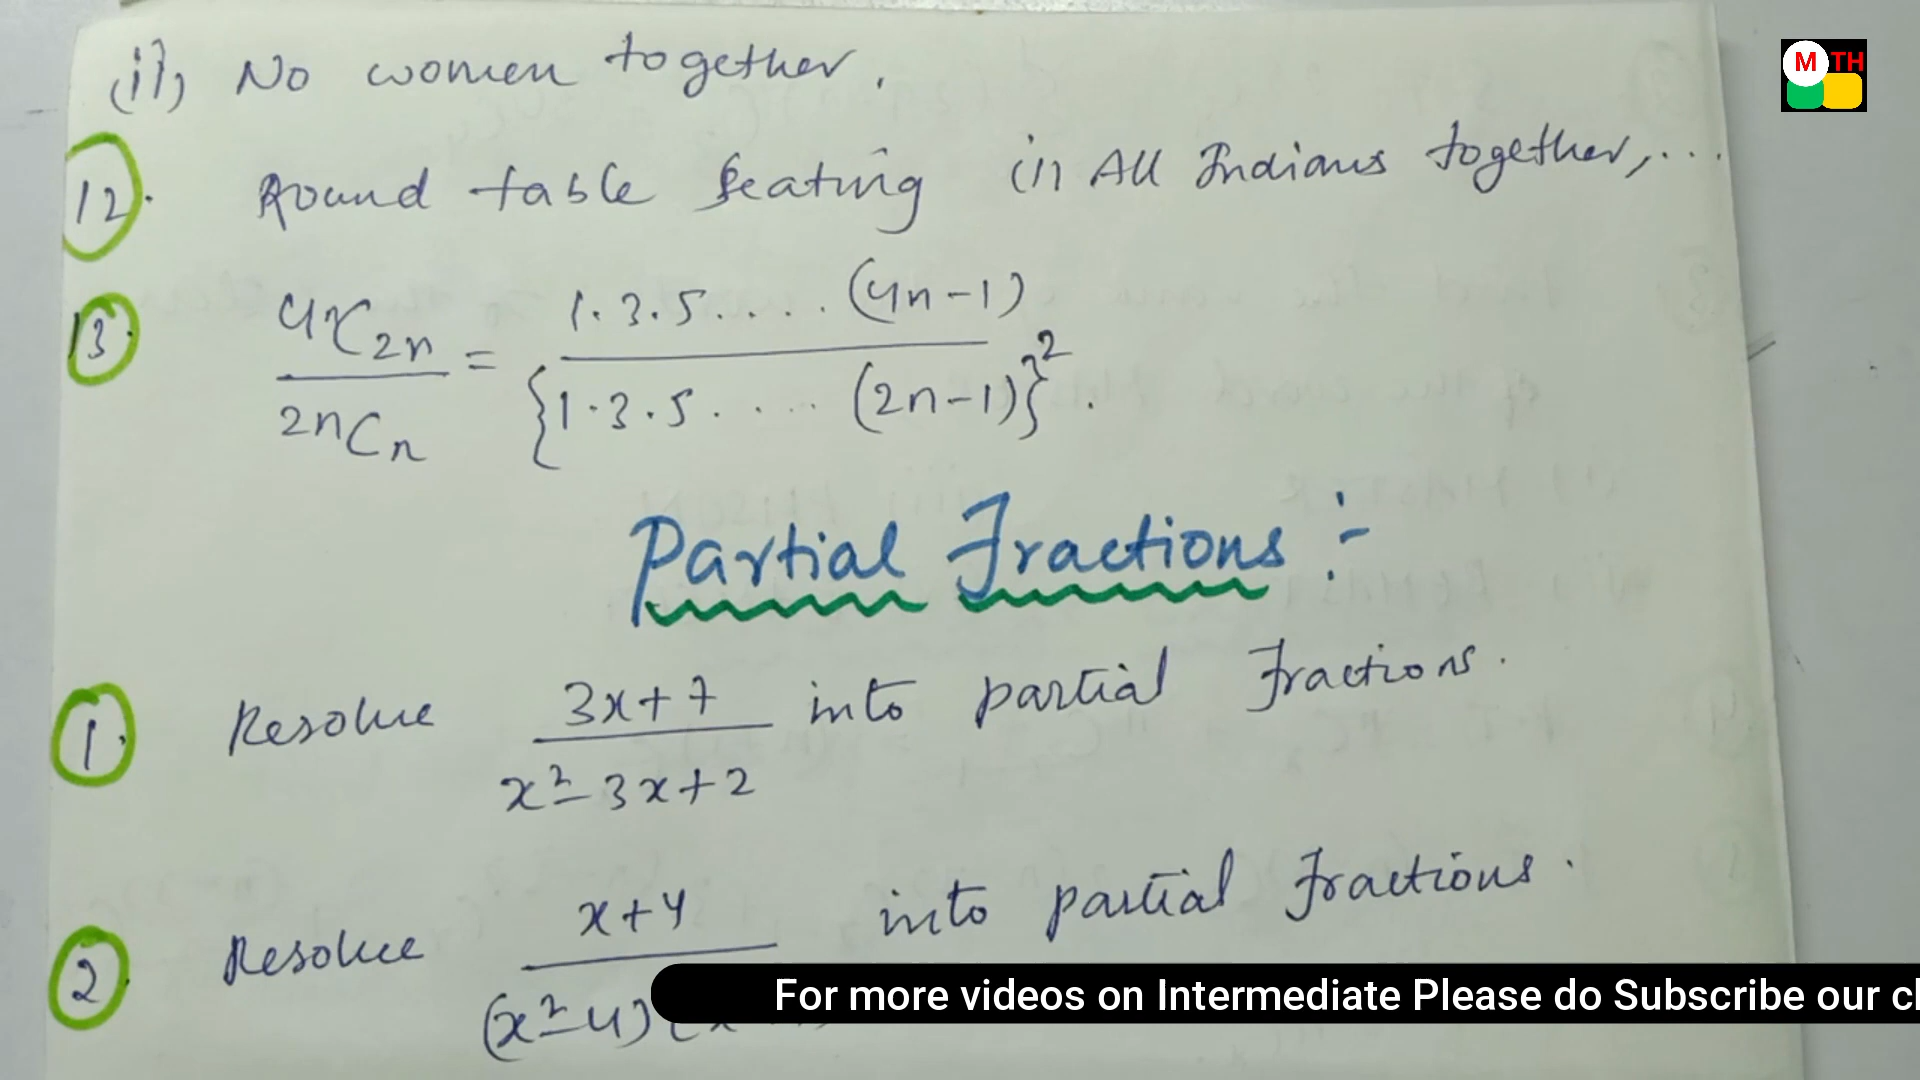 (ii) No women together.
12. Round table seating (i) All Indians together,...
13. 4nC2n / 2nCn = 1.3.5.... (4n-1) / {1.3.5..... (2n-1)}².
Partial Fractions :-
1. Resolve 3x+7 / x²-3x+2 into partial fractions.
2. Resolve x+4 / (x²-4)(x into partial fractions.
M TH
For more videos on Intermediate Please do Subscribe our